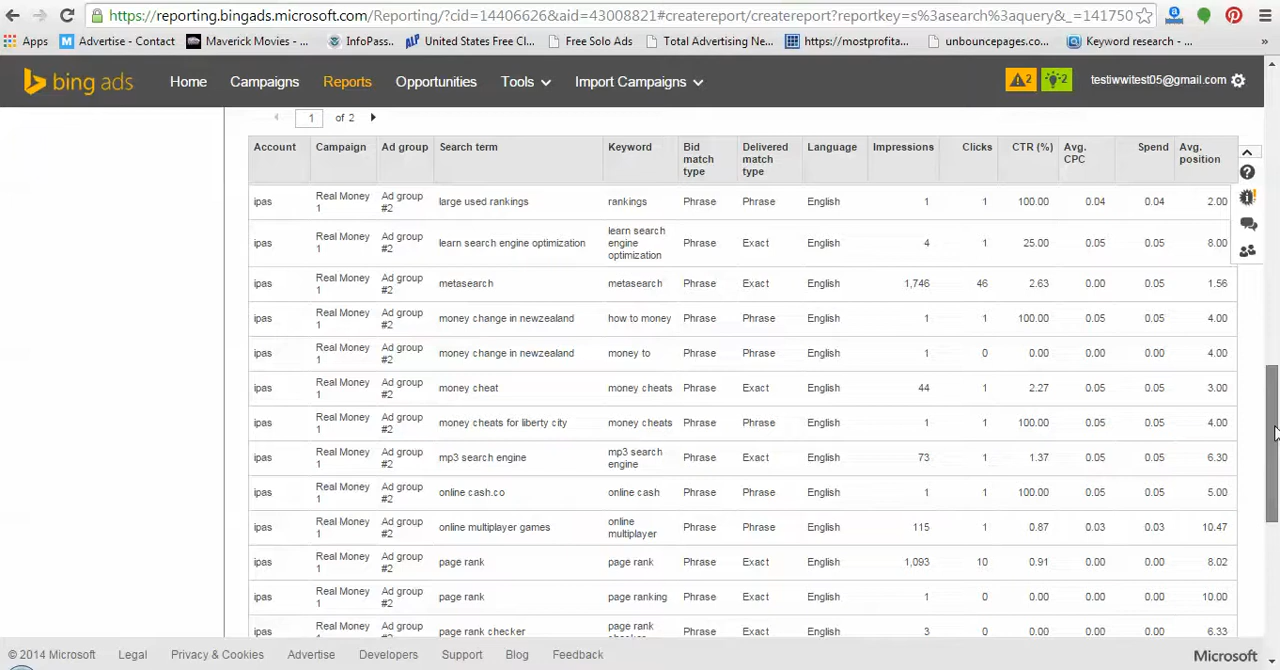 https://reporting.bingads.microsoft.com/Reporting/?cid=14406626&aid=43008821#createreport/createreport?reportkey=s%3asearch%3aquery&_=141750
Apps Advertise - Contact Maverick Movies - ... InfoPass. United States Free Cl... Free Solo Ads Total Advertising Ne... https://mostprofita... unbouncepages.co... Keyword research - ... »
bing ads Home Campaigns Reports Opportunities Tools Import Campaigns 2 2 testiwwitest05@gmail.com
1 of 2
Account Campaign Ad group Search term Keyword Bid match type Delivered match type Language Impressions Clicks CTR (%) Avg. CPC Spend Avg. position
ipas Real Money 1 Ad group #2 large used rankings rankings Phrase Phrase English 1 1 100.00 0.04 0.04 2.00
ipas Real Money 1 Ad group #2 learn search engine optimization learn search engine optimization Phrase Exact English 4 1 25.00 0.05 0.05 8.00
ipas Real Money 1 Ad group #2 metasearch metasearch Phrase Exact English 1,746 46 2.63 0.00 0.05 1.56
ipas Real Money 1 Ad group #2 money change in newzealand how to money Phrase Phrase English 1 1 100.00 0.05 0.05 4.00
ipas Real Money 1 Ad group #2 money change in newzealand money to Phrase Phrase English 1 0 0.00 0.00 0.00 4.00
ipas Real Money 1 Ad group #2 money cheat money cheats Phrase Exact English 44 1 2.27 0.05 0.05 3.00
ipas Real Money 1 Ad group #2 money cheats for liberty city money cheats Phrase Phrase English 1 1 100.00 0.05 0.05 4.00
ipas Real Money 1 Ad group #2 mp3 search engine mp3 search engine Phrase Exact English 73 1 1.37 0.05 0.05 6.30
ipas Real Money 1 Ad group #2 online cash.co online cash Phrase Phrase English 1 1 100.00 0.05 0.05 5.00
ipas Real Money 1 Ad group #2 online multiplayer games online multiplayer Phrase Phrase English 115 1 0.87 0.03 0.03 10.47
ipas Real Money 1 Ad group #2 page rank page rank Phrase Exact English 1,093 10 0.91 0.00 0.00 8.02
ipas Real Money 1 Ad group #2 page rank page ranking Phrase Exact English 1 0 0.00 0.00 0.00 10.00
ipas Real Money 1 Ad group #2 page rank checker page rank Phrase Exact English 3 0 0.00 0.00 0.00 6.33
© 2014 Microsoft Legal Privacy & Cookies Advertise Developers Support Blog Feedback Microsoft